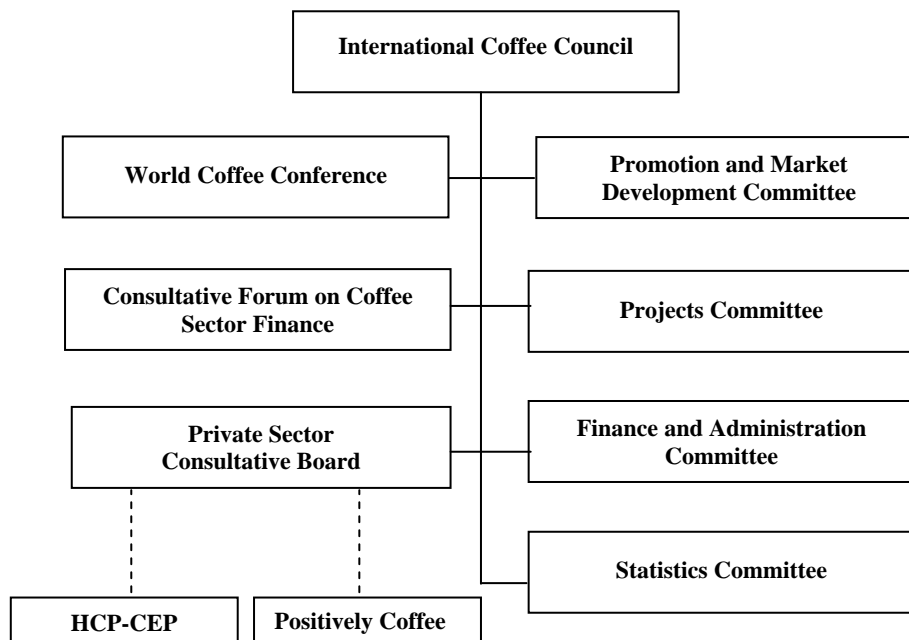 International Coffee Council
World Coffee Conference
Promotion and Market
Development Committee
Consultative Forum on Coffee
Sector Finance
Projects Committee
Private Sector
Consultative Board
Finance and Administration
Committee
Statistics Committee
HCP-CEP
Positively Coffee